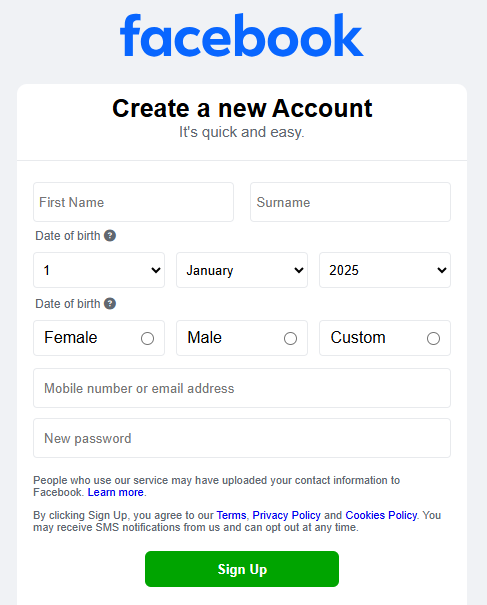 facebook
Create a new Account
It's quick and easy.
First Name Surname
Date of birth ?
1 January 2025
Date of birth ?
Female Male Custom
Mobile number or email address
New password
People who use our service may have uploaded your contact information to
Facebook. Learn more.
By clicking Sign Up, you agree to our Terms, Privacy Policy and Cookies Policy. You
may receive SMS notifications from us and can opt out at any time.
Sign Up